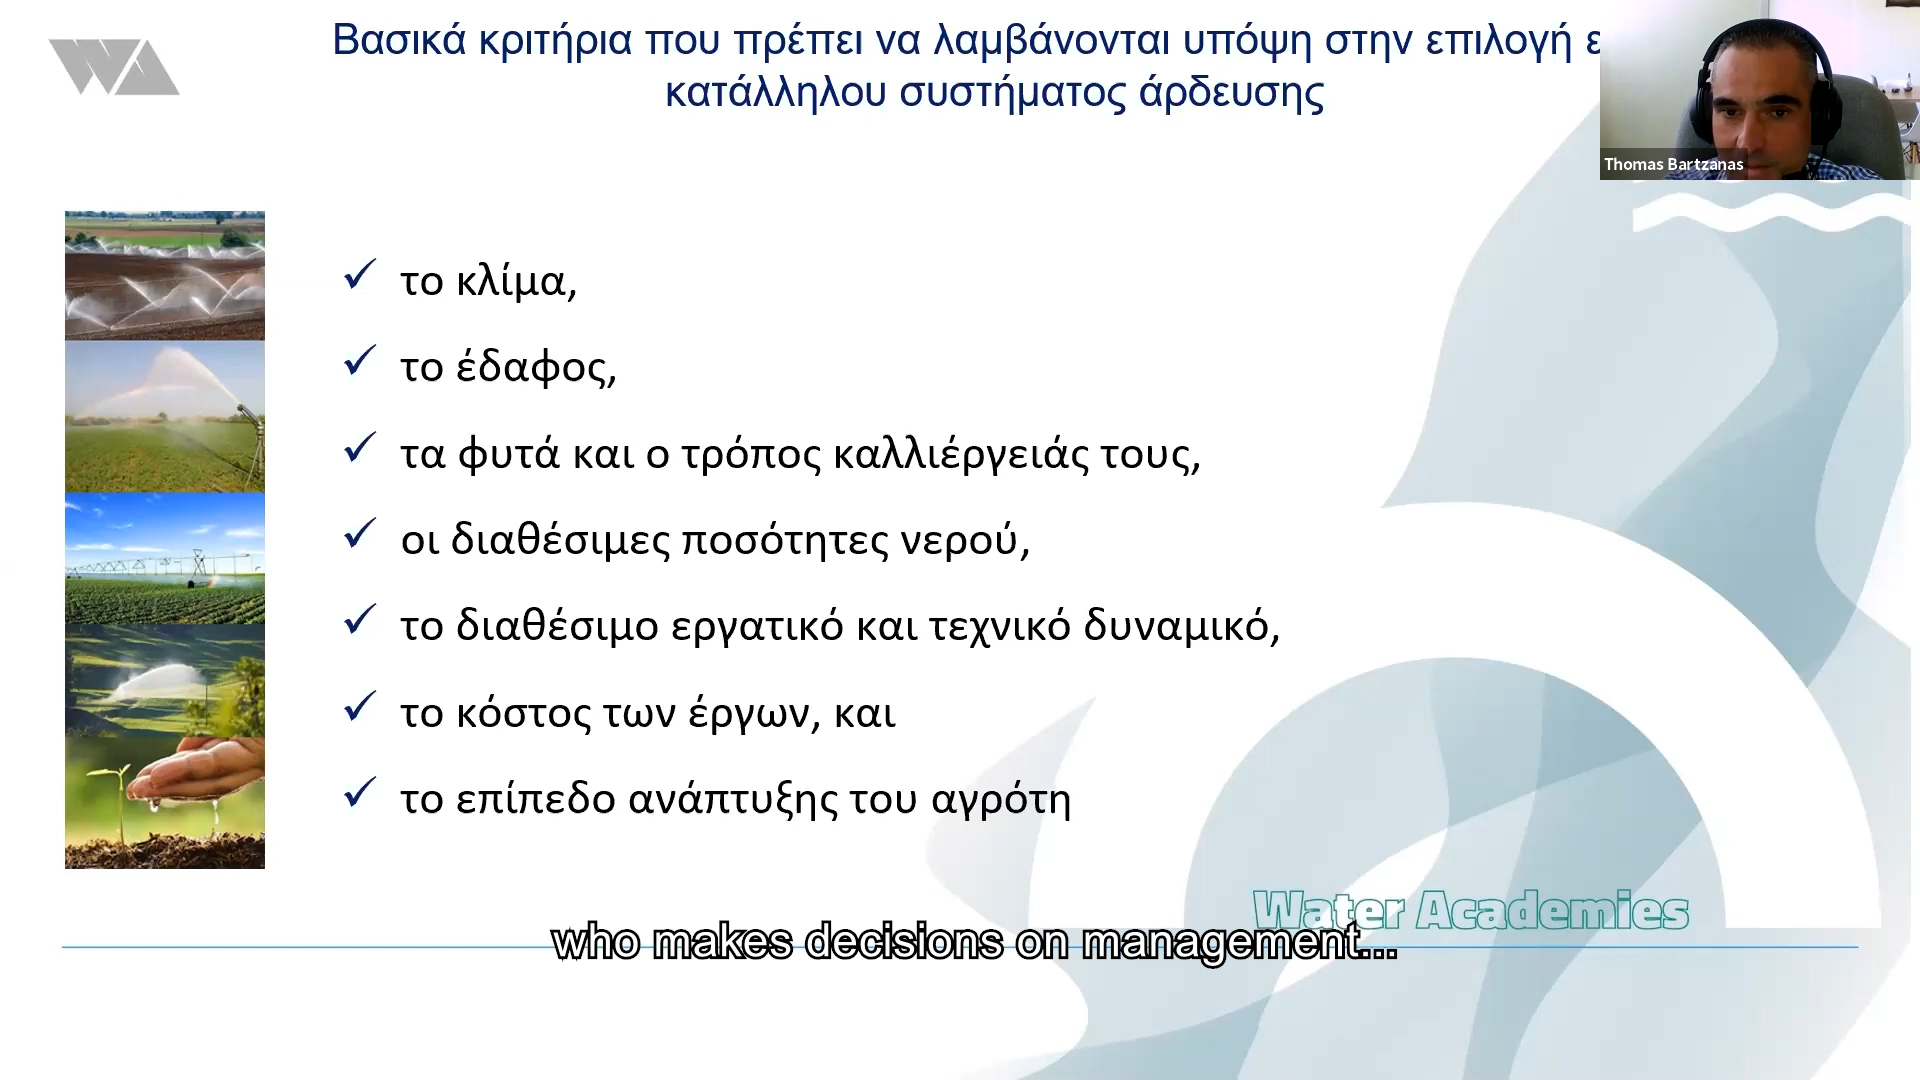 WA
Βασικά κριτήρια που πρέπει να λαμβάνονται υπόψη στην επιλογή
κατάλληλου συστήματος άρδευσης
Thomas Bartzanas
✓ το κλίμα,
✓ το έδαφος,
✓ τα φυτά και ο τρόπος καλλιέργειάς τους,
✓ οι διαθέσιμες ποσότητες νερού,
✓ το διαθέσιμο εργατικό και τεχνικό δυναμικό,
✓ το κόστος των έργων, και
✓ το επίπεδο ανάπτυξης του αγρότη
Water Academies
who makes decisions on management...